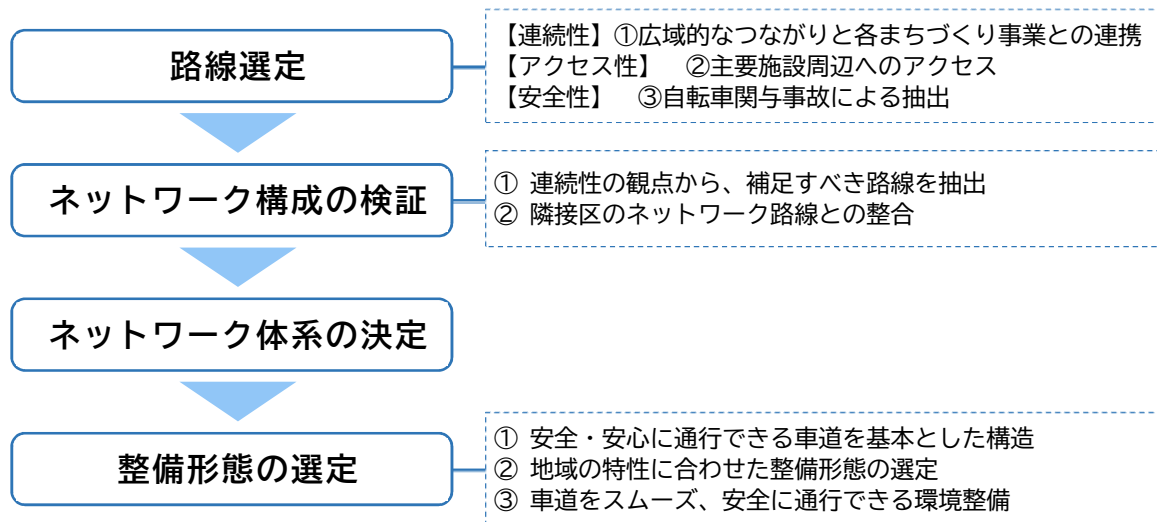 路線選定
【連続性】①広域的なつながりと各まちづくり事業との連携
【アクセス性】　②主要施設周辺へのアクセス
【安全性】　③自転車関与事故による抽出
ネットワーク構成の検証
① 連続性の観点から、補足すべき路線を抽出
② 隣接区のネットワーク路線との整合
ネットワーク体系の決定
整備形態の選定
① 安全・安心に通行できる車道を基本とした構造
② 地域の特性に合わせた整備形態の選定
③ 車道をスムーズ、安全に通行できる環境整備